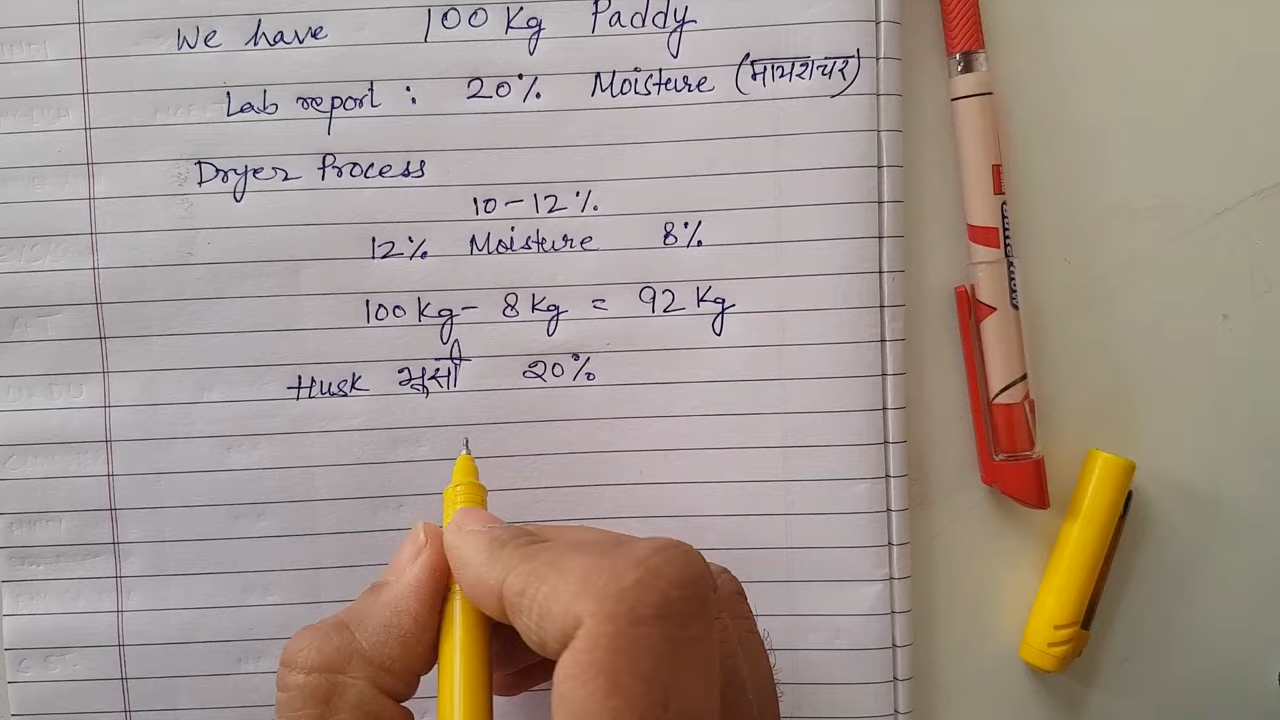 We have 100 Kg Paddy
Lab report : 20% Moisture (मायशचर)
Dryer Process
10-12%
12% Moisture 8%
100 Kg - 8 Kg = 92 Kg
Husk भूसी 20%